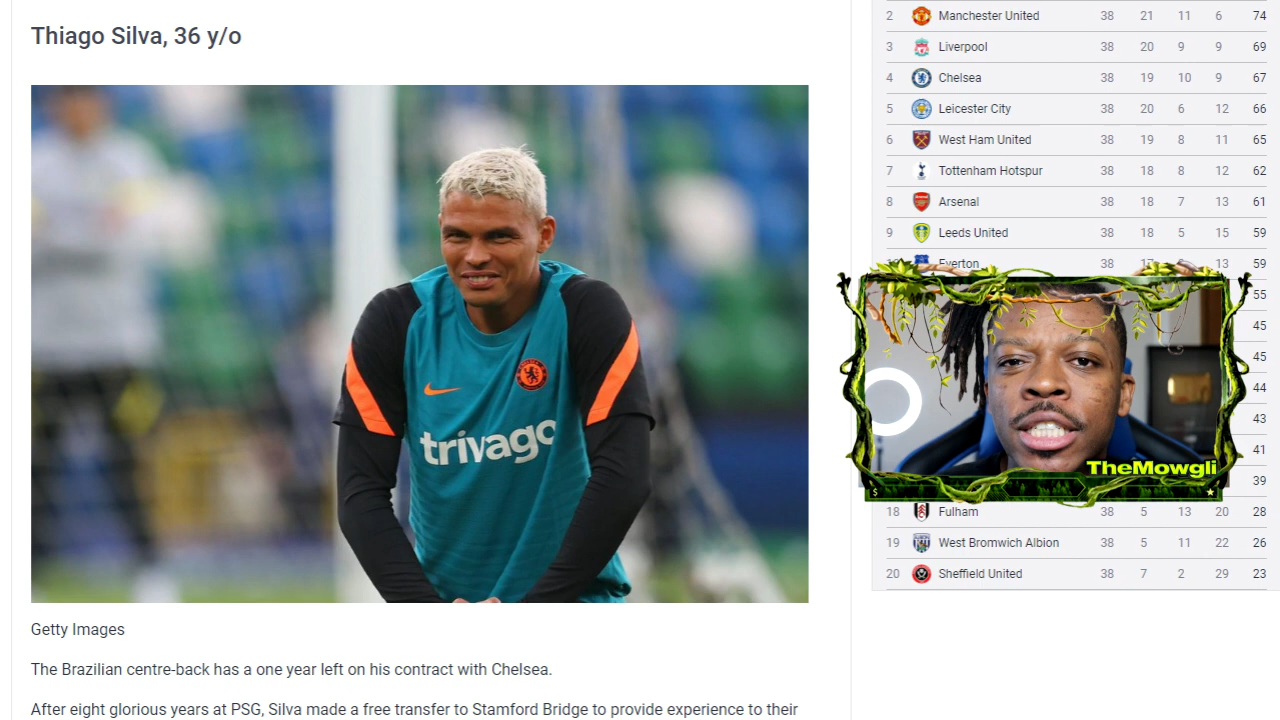 Thiago Silva, 36 y/o
trivago
Getty Images
The Brazilian centre-back has a one year left on his contract with Chelsea.
After eight glorious years at PSG, Silva made a free transfer to Stamford Bridge to provide experience to their
2 Manchester United 38 21 11 6 74
3 Liverpool 38 20 9 9 69
4 Chelsea 38 19 10 9 67
5 Leicester City 38 20 6 12 66
6 West Ham United 38 19 8 11 65
7 Tottenham Hotspur 38 18 8 12 62
8 Arsenal 38 18 7 13 61
9 Leeds United 38 18 5 15 59
Everton 38 13 59
55
45
45
44
43
41
39
TheMowgli
$
18 Fulham 38 5 13 20 28
19 West Bromwich Albion 38 5 11 22 26
20 Sheffield United 38 7 2 29 23